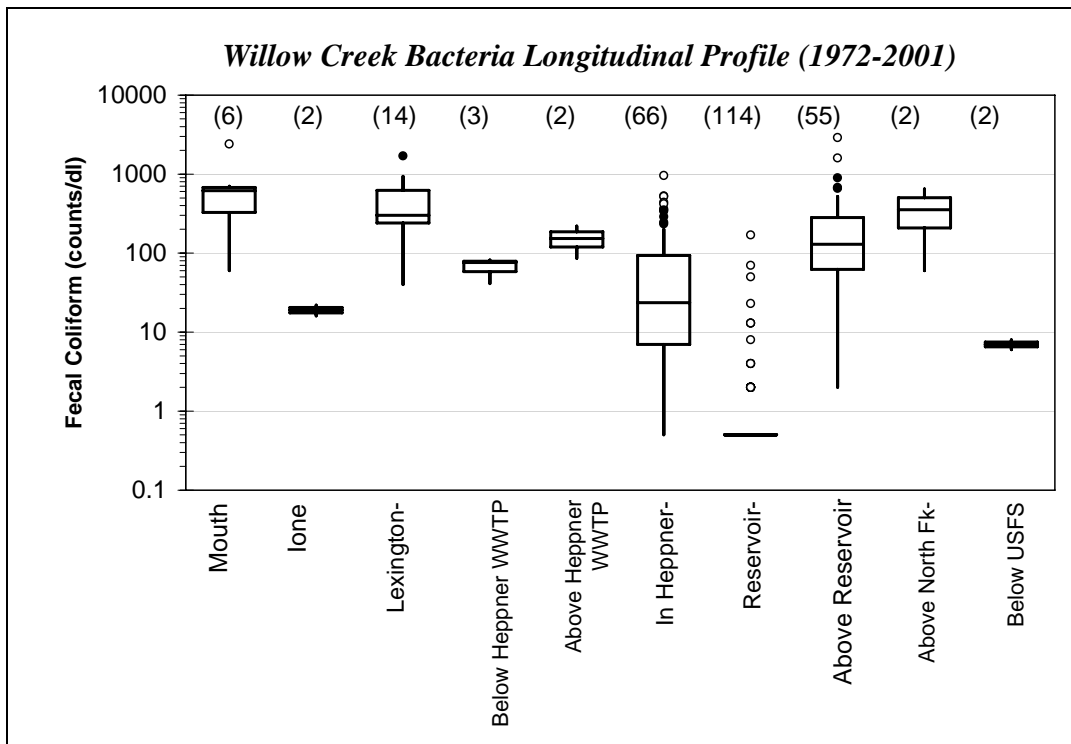 Willow Creek Bacteria Longitudinal Profile (1972-2001)
Fecal Coliform (counts/dl)
10000
1000
100
10
1
0.1
(6) (2) (14) (3) (2) (66) (114) (55) (2) (2)
Mouth
Ione
Lexington-
Below Heppner WWTP
Above Heppner
WWTP
In Heppner-
Reservoir-
Above Reservoir
Above North Fk-
Below USFS